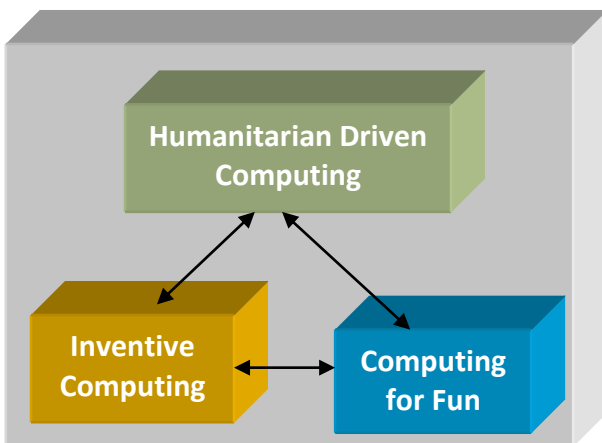 Humanitarian Driven
Computing
Inventive
Computing
Computing
for Fun